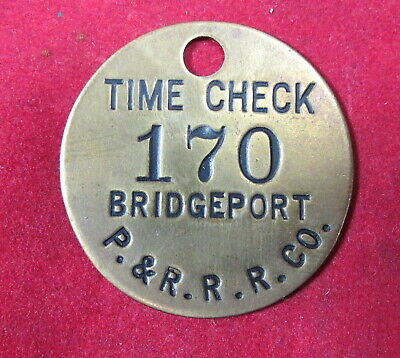 TIME CHECK
170
BRIDGEPORT
P. & R. R. R. CO.